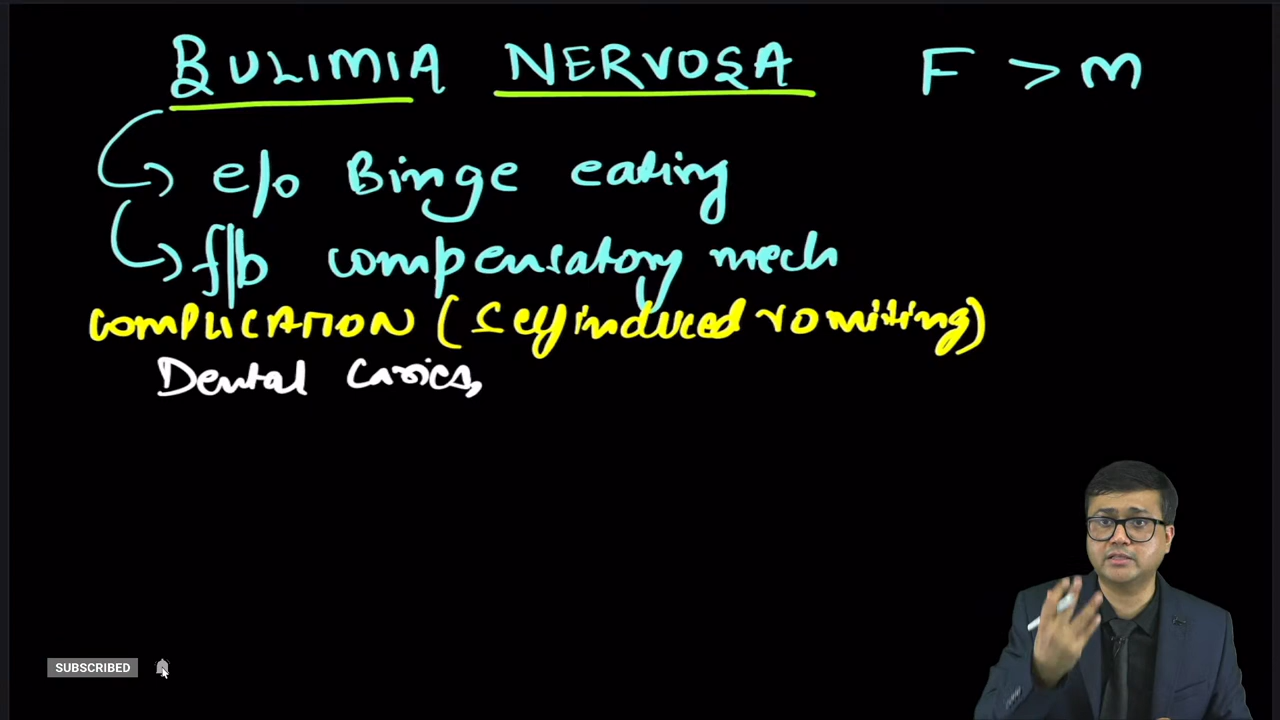 BULIMIA NERVOSA F > M
e/o Binge eating
f/b compensatory mech
COMPLICATION (Self induced vomiting)
Dental Caries,
SUBSCRIBED